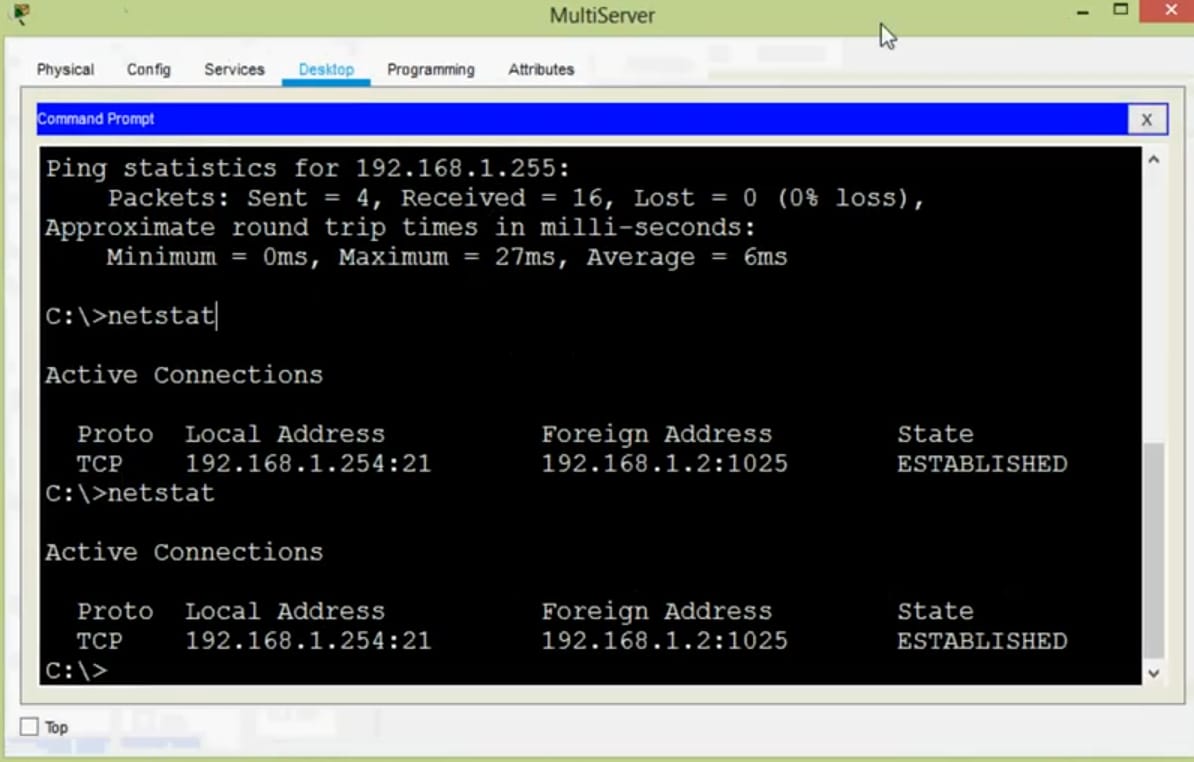 MultiServer
Physical Config Services Desktop Programming Attributes
Command Prompt X
Ping statistics for 192.168.1.255:
    Packets: Sent = 4, Received = 16, Lost = 0 (0% loss),
Approximate round trip times in milli-seconds:
    Minimum = 0ms, Maximum = 27ms, Average = 6ms
C:\>netstat
Active Connections
  Proto  Local Address          Foreign Address        State
  TCP    192.168.1.254:21       192.168.1.2:1025       ESTABLISHED
C:\>netstat
Active Connections
  Proto  Local Address          Foreign Address        State
  TCP    192.168.1.254:21       192.168.1.2:1025       ESTABLISHED
C:\>
Top